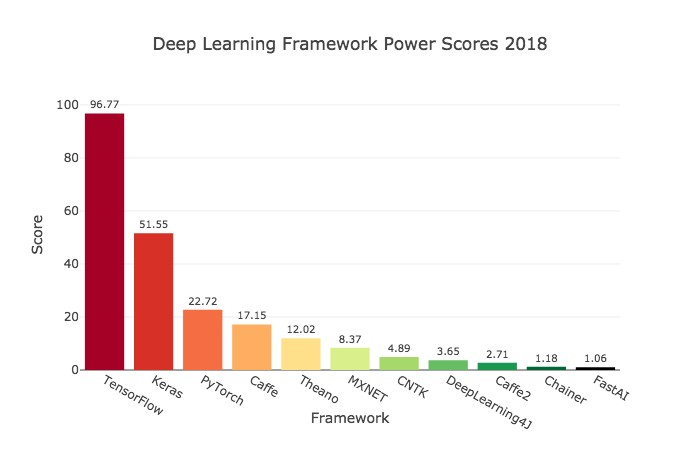 Deep Learning Framework Power Scores 2018
Score
100
80
60
40
20
0
96.77
51.55
22.72
17.15
12.02
8.37
4.89
3.65
2.71
1.18
1.06
TensorFlow
Keras
PyTorch
Caffe
Theano
MXNET
CNTK
DeepLearning4J
Caffe2
Chainer
FastAI
Framework